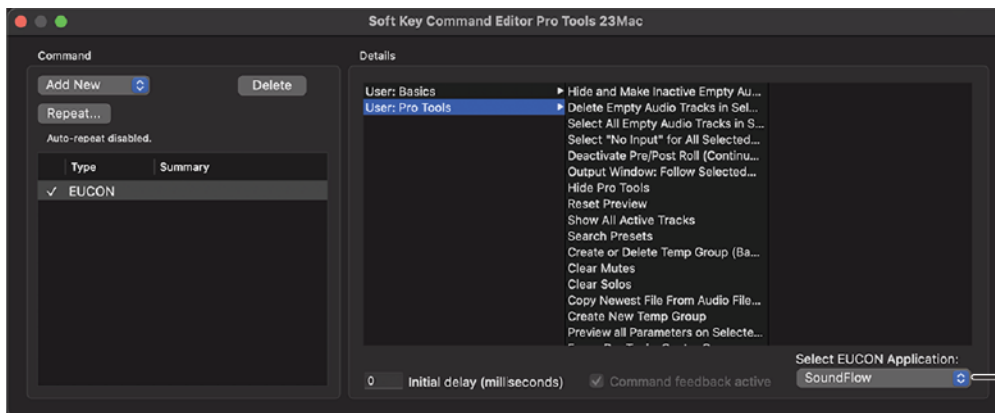 Soft Key Command Editor Pro Tools 23Mac
Command
Add New
Delete
Repeat...
Auto-repeat disabled.
Type Summary
✓ EUCON
Details
User: Basics
User: Pro Tools
Hide and Make Inactive Empty Au...
Delete Empty Audio Tracks in Sel...
Select All Empty Audio Tracks in S...
Select "No Input" for All Selected...
Deactivate Pre/Post Roll (Continu...
Output Window: Follow Selected...
Hide Pro Tools
Reset Preview
Show All Active Tracks
Search Presets
Create or Delete Temp Group (Ba...
Clear Mutes
Clear Solos
Copy Newest File From Audio File...
Create New Temp Group
Preview all Parameters on Selecte...
0 Initial delay (milliseconds)
Command feedback active
Select EUCON Application:
SoundFlow